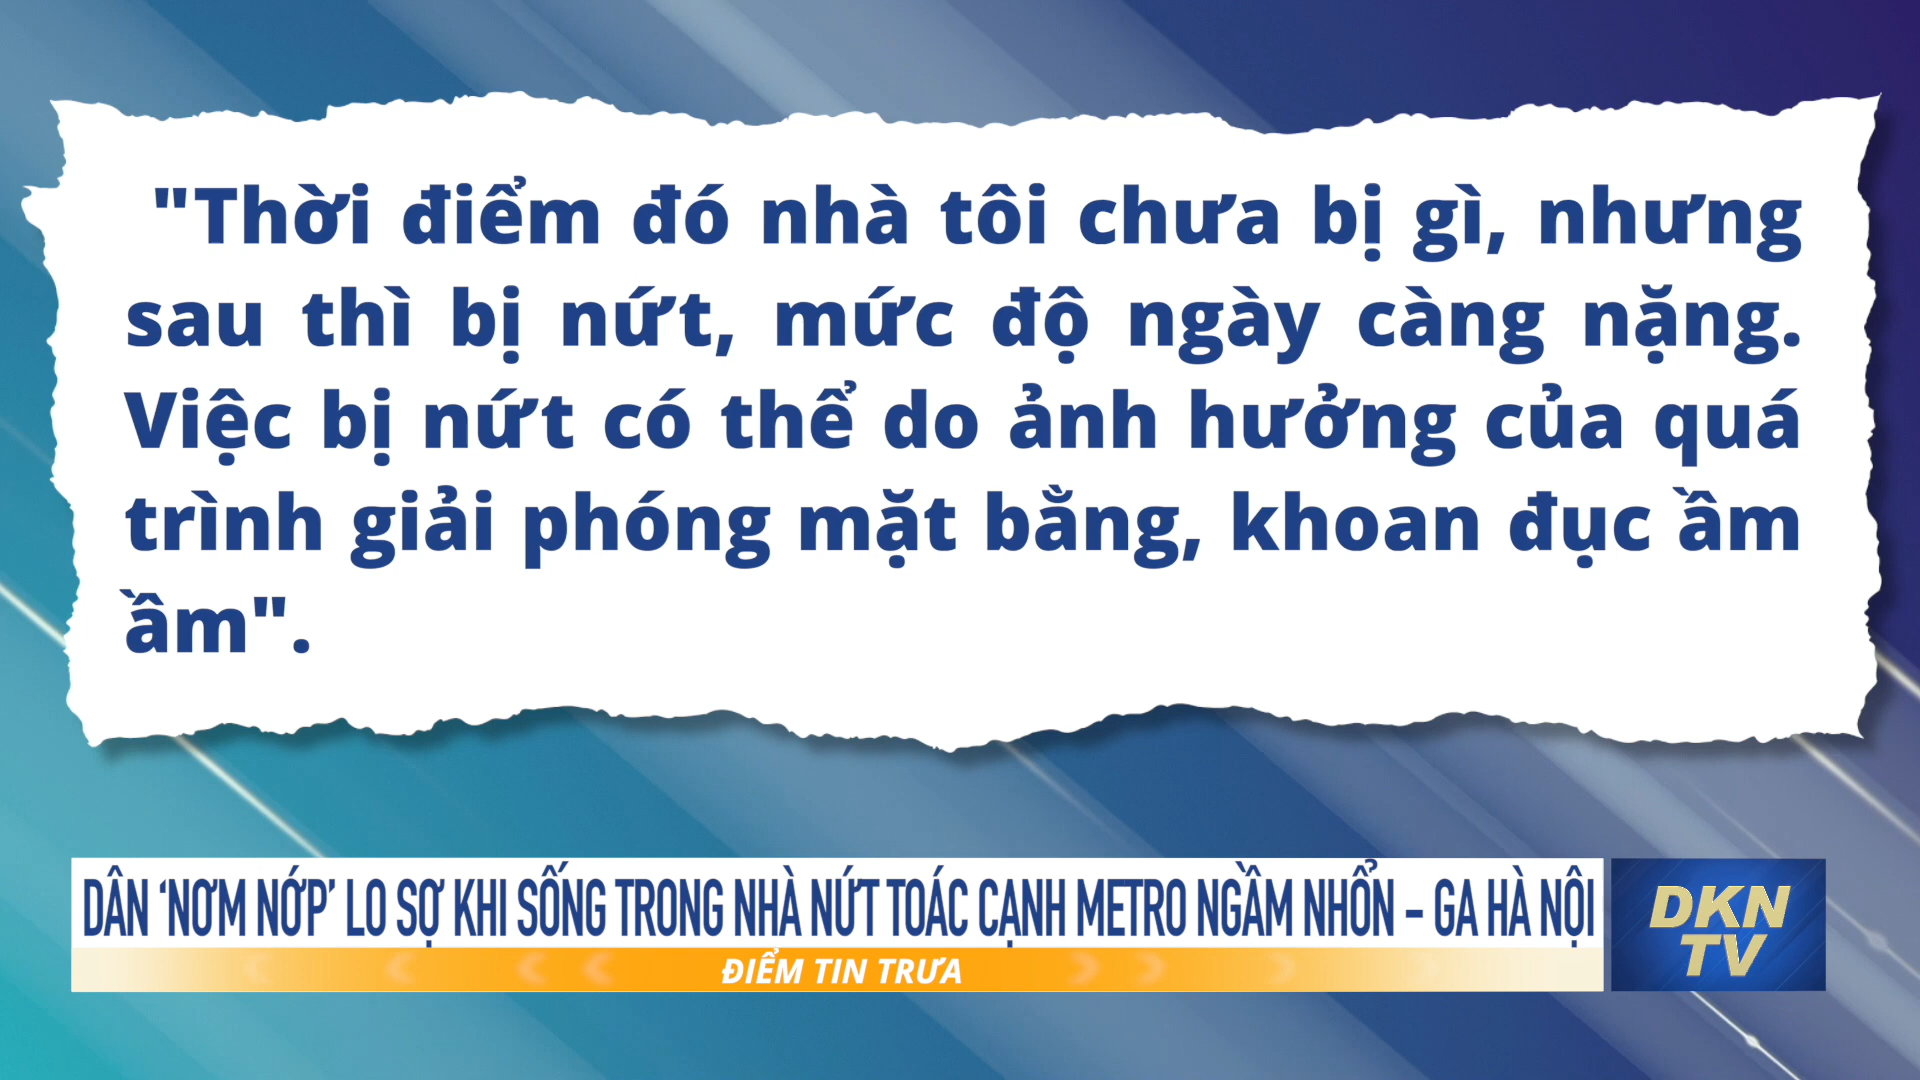 "Thời điểm đó nhà tôi chưa bị gì, nhưng
sau thì bị nứt, mức độ ngày càng nặng.
Việc bị nứt có thể do ảnh hưởng của quá
trình giải phóng mặt bằng, khoan đục ầm
ầm".
DÂN ‘NƠM NỚP’ LO SỢ KHI SỐNG TRONG NHÀ NỨT TOÁC CẠNH METRO NGẦM NHỔN – GA HÀ NỘI
ĐIỂM TIN TRƯA
DKN
TV